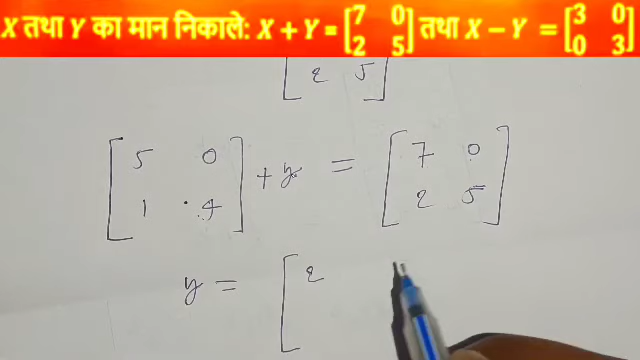 X तथा Y का मान निकाले: X + Y = [7 0 2 5] तथा X - Y = [3 0 0 3]
2 5
[5 0 1 4] + y = [7 0 2 5]
y = [2